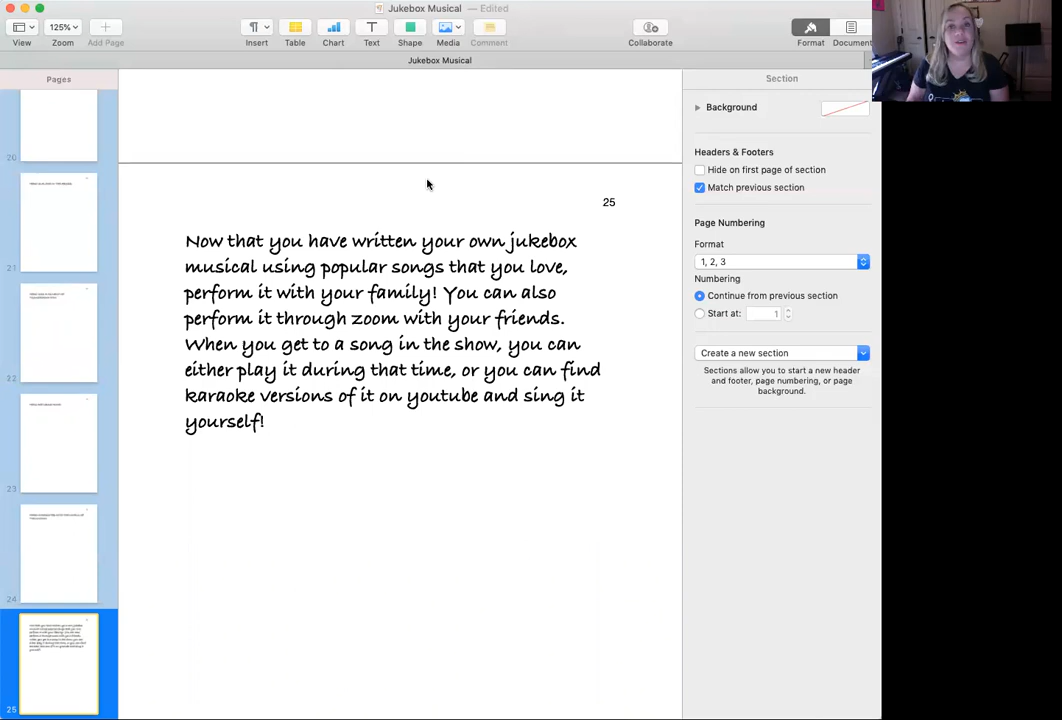 Jukebox Musical — Edited
View
125%
Zoom
Add Page
Insert
Table
Chart
Text
Shape
Media
Comment
Collaborate
Format
Document
Jukebox Musical
Pages
20
21
22
23
24
25
25
Now that you have written your own jukebox
musical using popular songs that you love,
perform it with your family! You can also
perform it through zoom with your friends.
When you get to a song in the show, you can
either play it during that time, or you can find
karaoke versions of it on youtube and sing it
yourself!
Section
Background
Headers & Footers
Hide on first page of section
Match previous section
Page Numbering
Format
1, 2, 3
Numbering
Continue from previous section
Start at: 1
Create a new section
Sections allow you to start a new header
and footer, page numbering, or page
background.